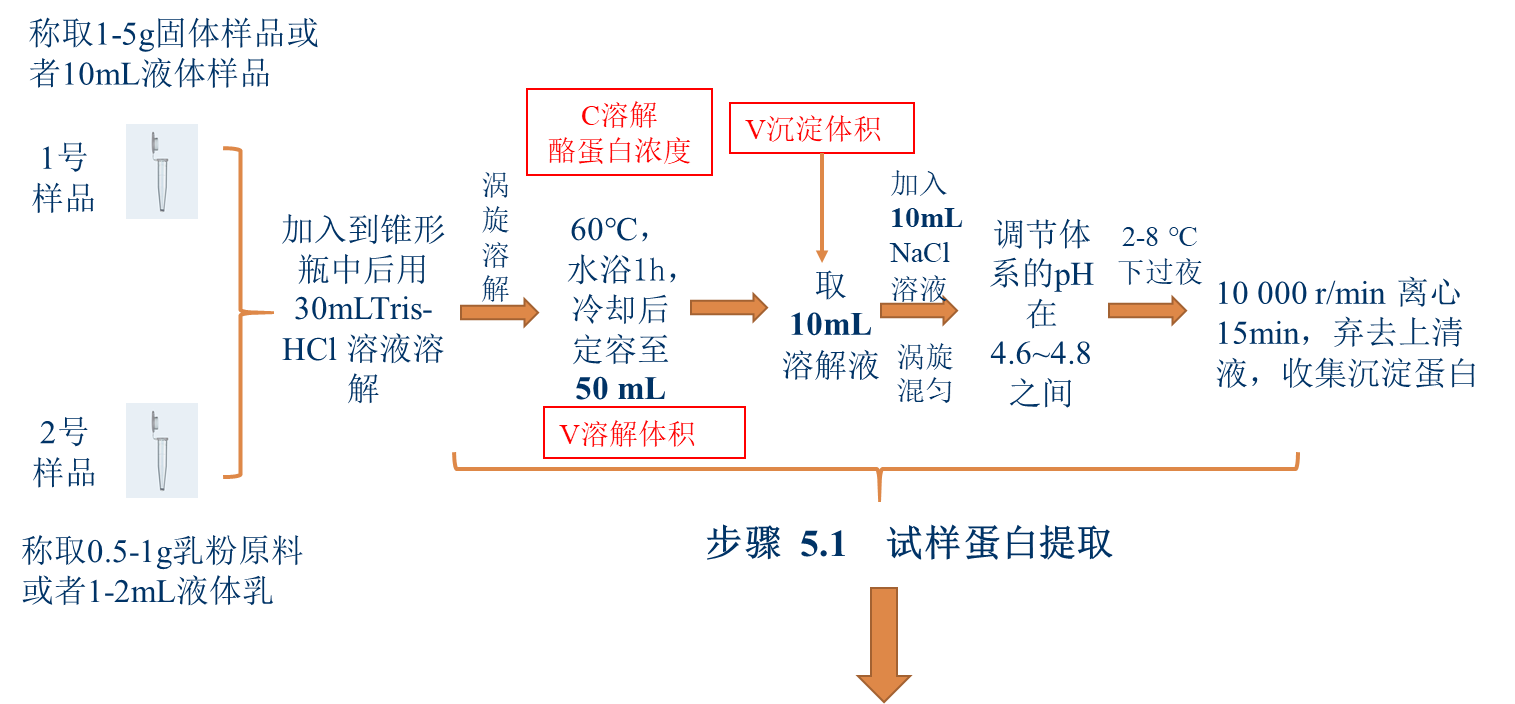 称取1-5g固体样品或
者10mL液体样品
1号
样品
2号
样品
称取0.5-1g乳粉原料
或者1-2mL液体乳
加入到锥形
瓶中后用
30mLTris-
HCl 溶液溶
解
涡
旋
溶
解
C溶解
酪蛋白浓度
60℃，
水浴1h，
冷却后
定容至
50 mL
V溶解体积
V沉淀体积
取
10mL
溶解液
加入
10mL
NaCl
溶液
涡旋
混匀
调节体
系的pH
在
4.6~4.8
之间
2-8 ℃
下过夜
10 000 r/min 离心
15min，弃去上清
液，收集沉淀蛋白
步骤 5.1 试样蛋白提取